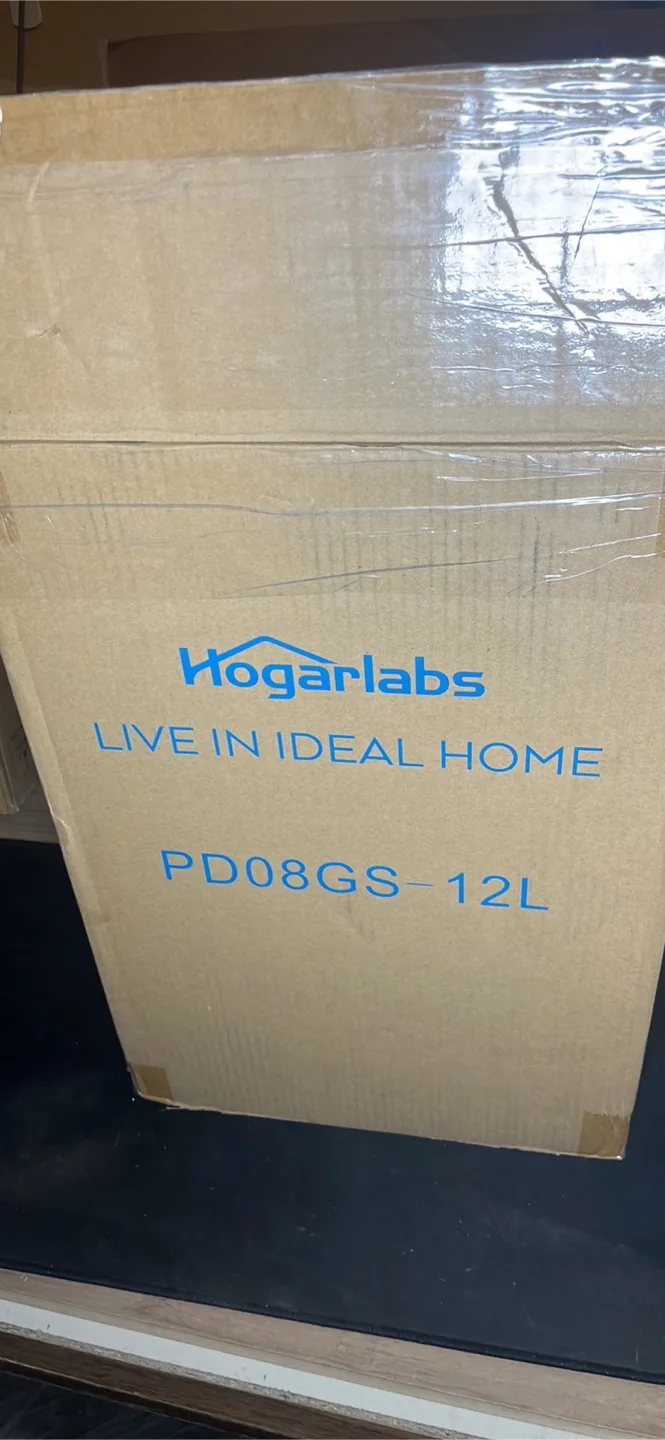 Hogarlabs
LIVE IN IDEAL HOME
PD08GS-12L